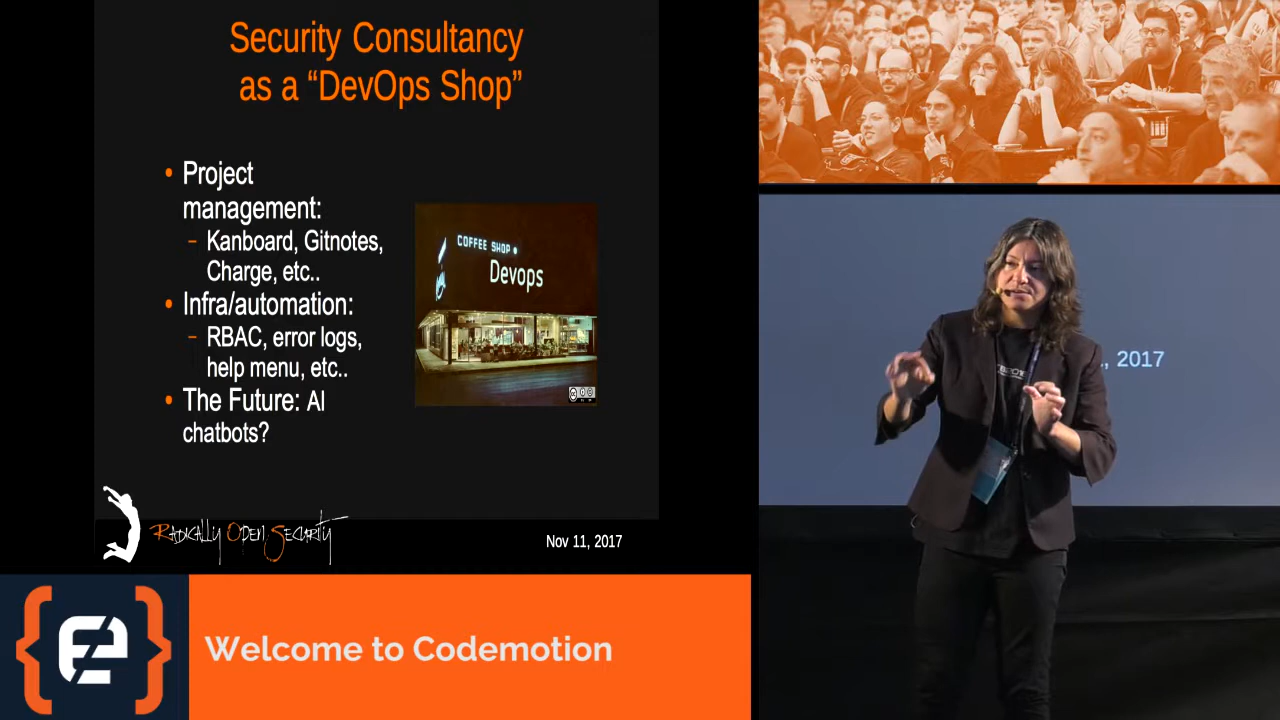 Security Consultancy
as a “DevOps Shop”
• Project
management:
– Kanboard, Gitnotes,
Charge, etc..
• Infra/automation:
– RBAC, error logs,
help menu, etc..
• The Future: AI
chatbots?
COFFEE SHOP
Devops
Radically Open Security
Nov 11, 2017
Welcome to Codemotion
, 2017